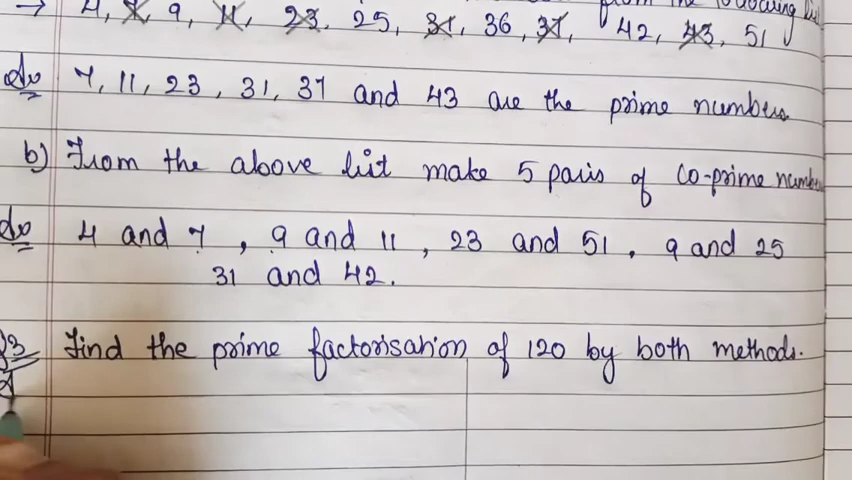 → 4, 7, 9, 11, 23, 25, 31, 36, 37, 42, 43, 51
7, 11, 23, 31, 37 and 43 are the prime numbers
b) From the above list make 5 pairs of co-prime number
4 and 7, 9 and 11, 23 and 51, 9 and 25
31 and 42.
Find the prime factorisation of 120 by both methods.